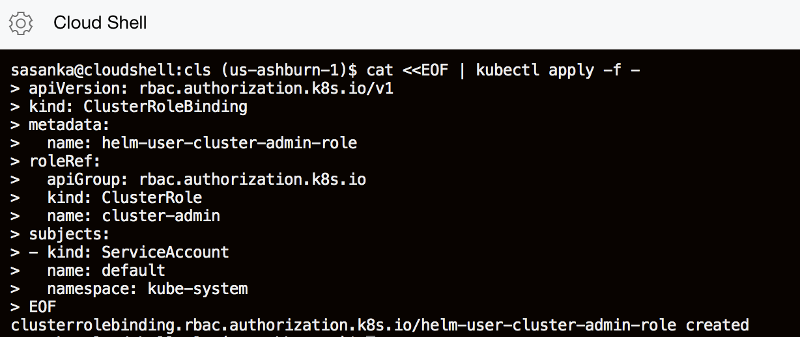 Cloud Shell
sasanka@cloudshell:cls (us-ashburn-1)$ cat <<EOF | kubectl apply -f -
> apiVersion: rbac.authorization.k8s.io/v1
> kind: ClusterRoleBinding
> metadata:
>   name: helm-user-cluster-admin-role
> roleRef:
>   apiGroup: rbac.authorization.k8s.io
>   kind: ClusterRole
>   name: cluster-admin
> subjects:
> - kind: ServiceAccount
>   name: default
>   namespace: kube-system
> EOF
clusterrolebinding.rbac.authorization.k8s.io/helm-user-cluster-admin-role created